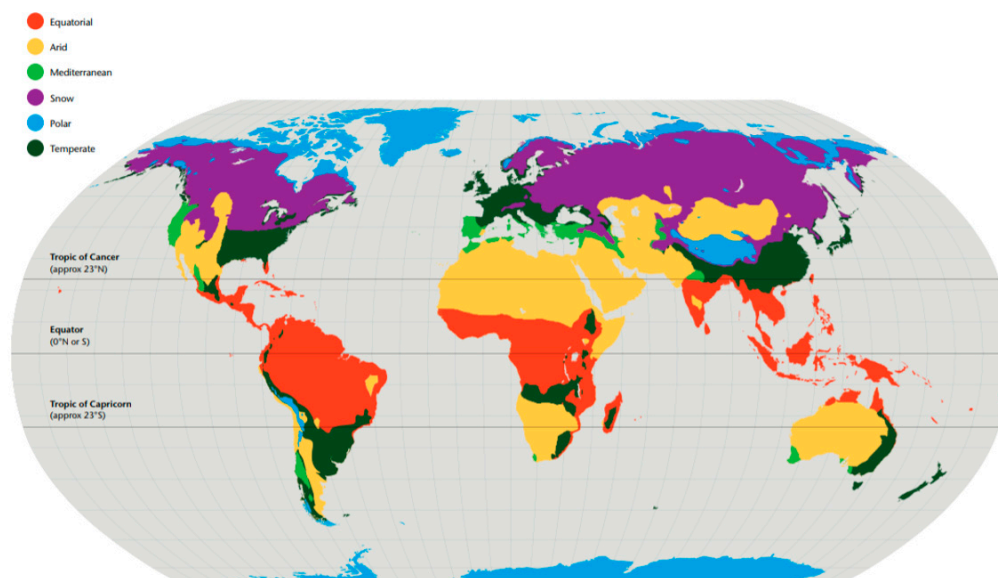 Equatorial
Arid
Mediterranean
Snow
Polar
Temperate
Tropic of Cancer
(approx 23°N)
Equator
(0°N or S)
Tropic of Capricorn
(approx 23°S)